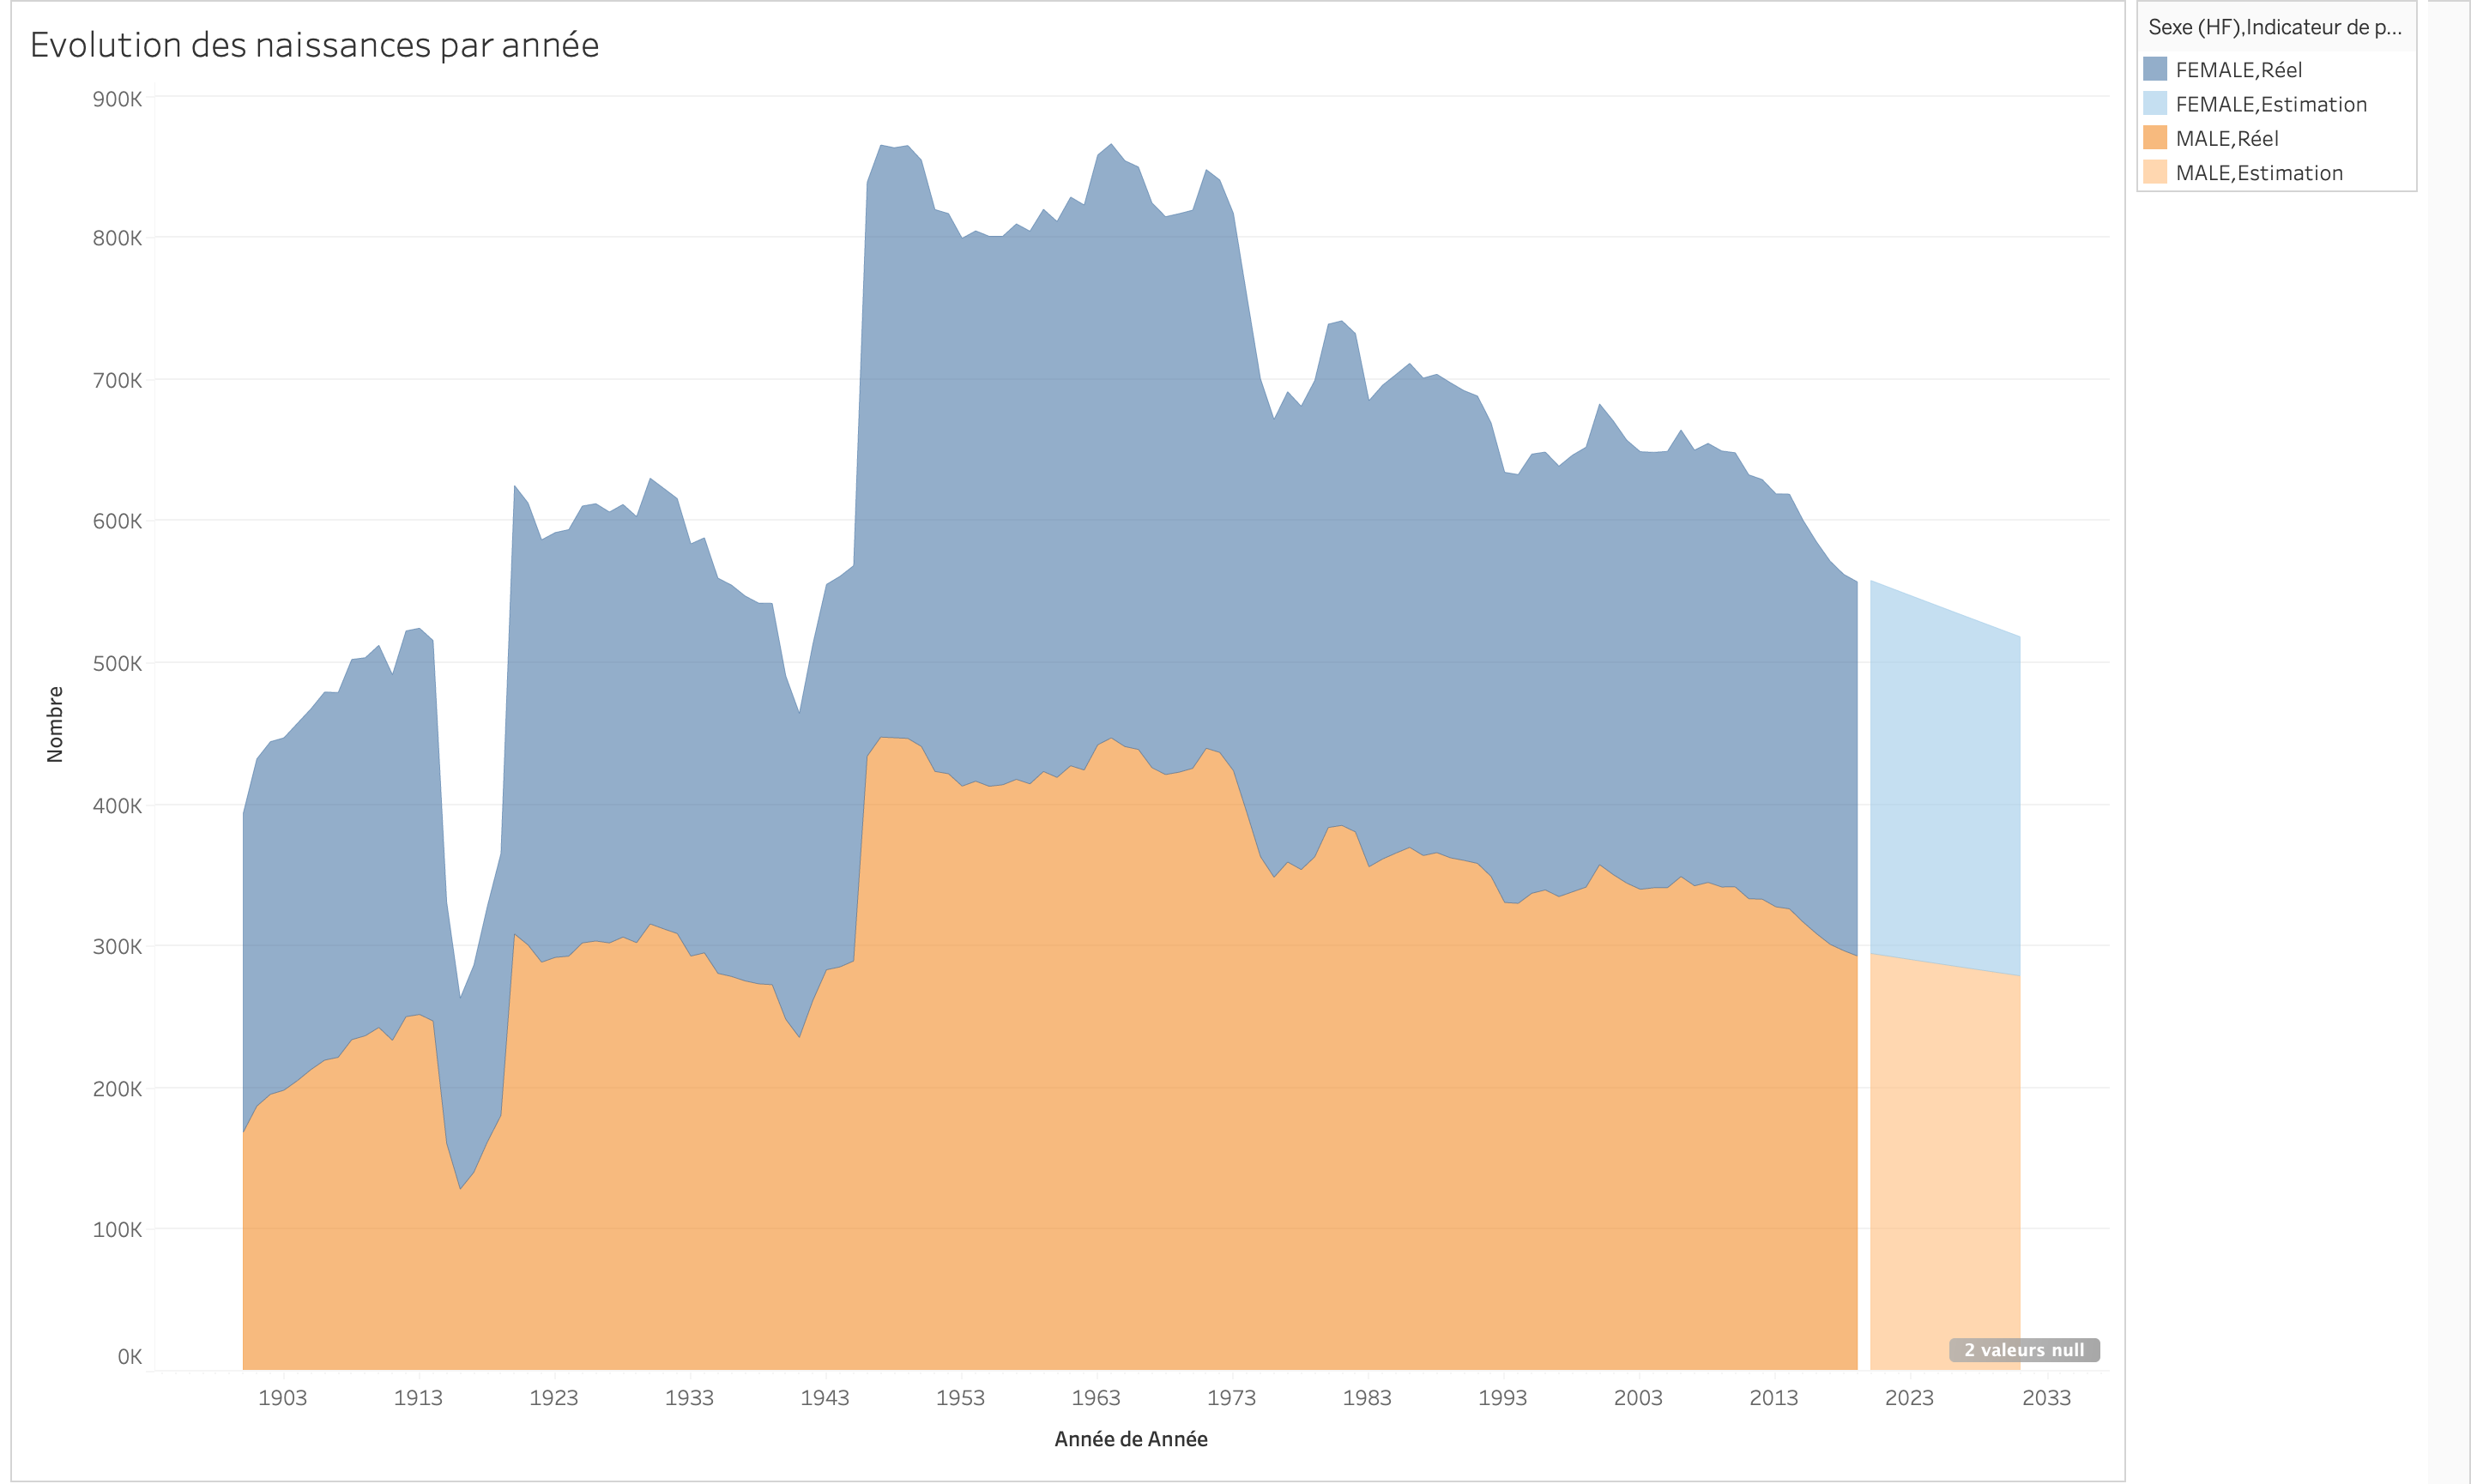 Evolution des naissances par année
Sexe (HF),Indicateur de p...
FEMALE,Réel
FEMALE,Estimation
MALE,Réel
MALE,Estimation
900K
800K
700K
600K
500K
400K
300K
200K
100K
0K
Nombre
2 valeurs null
1903 1913 1923 1933 1943 1953 1963 1973 1983 1993 2003 2013 2023 2033
Année de Année